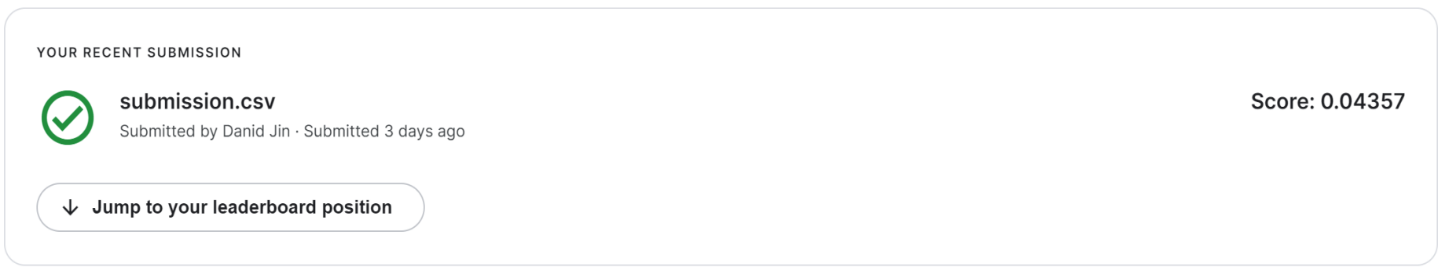 YOUR RECENT SUBMISSION
submission.csv
Score: 0.04357
Submitted by Danid Jin · Submitted 3 days ago
Jump to your leaderboard position